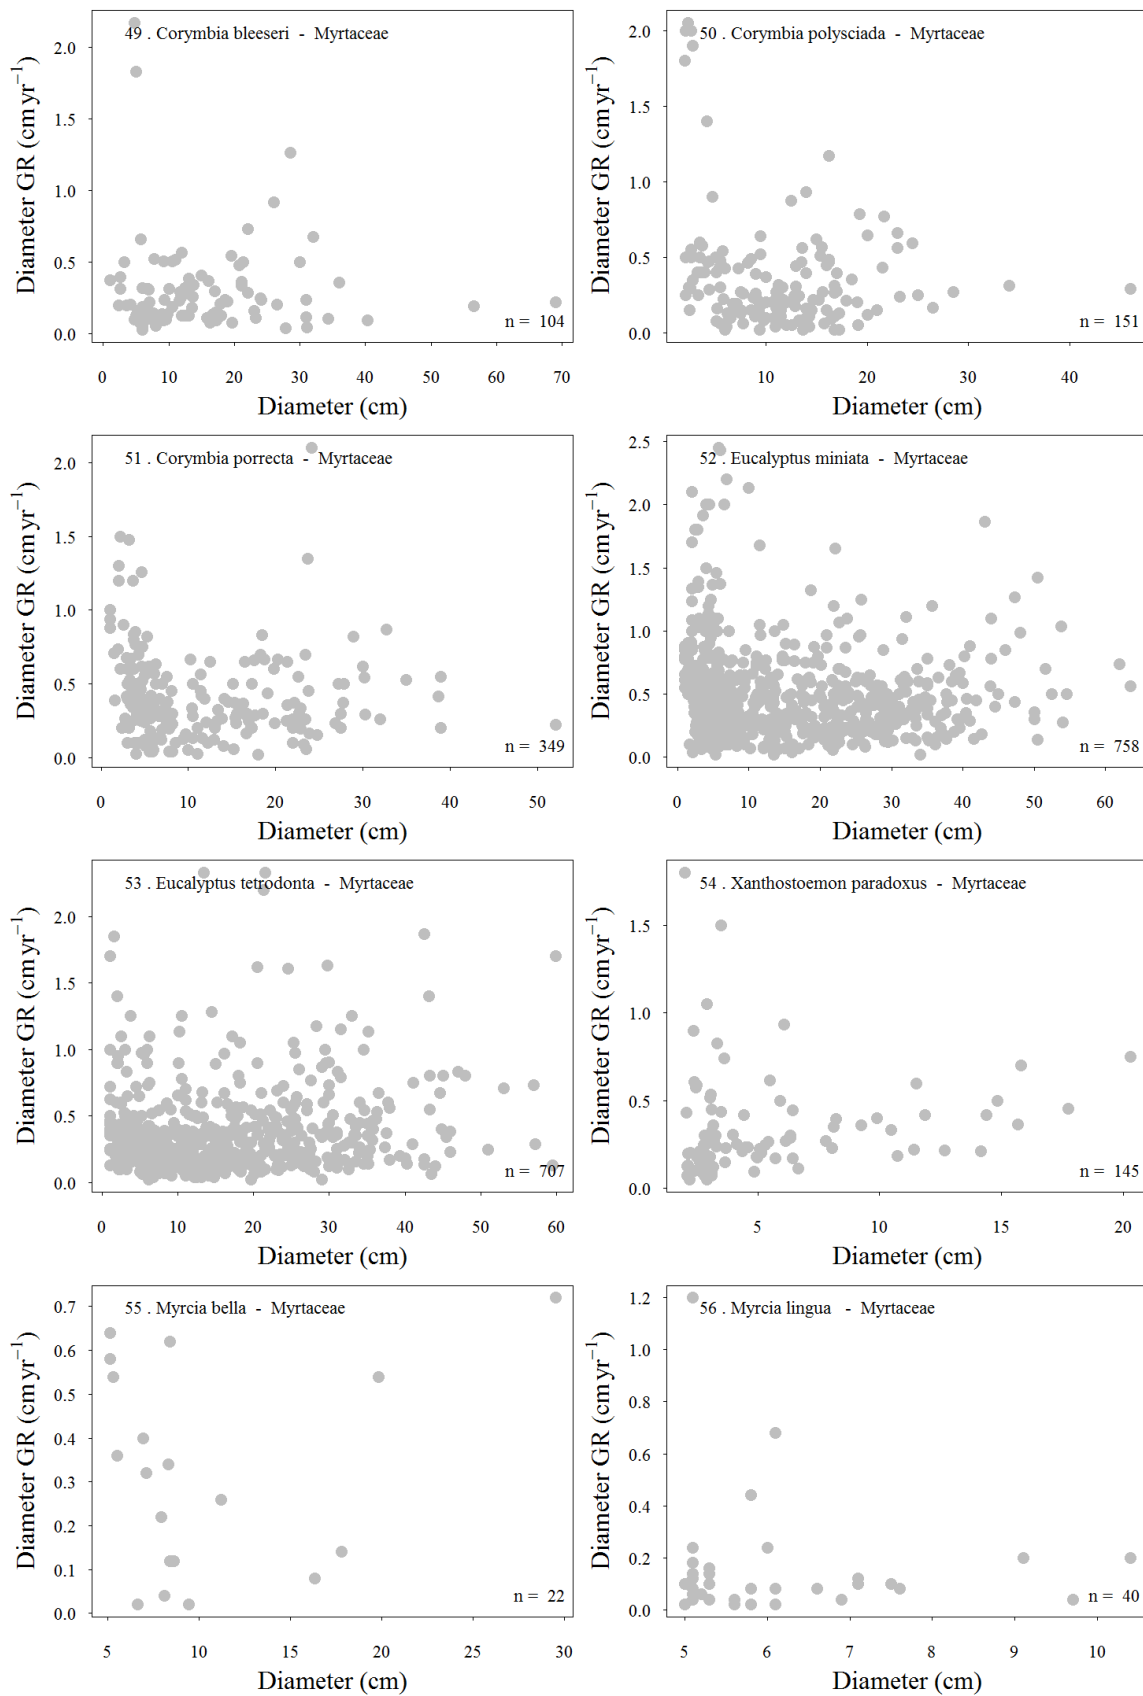 49 . Corymbia bleeseri - Myrtaceae
Diameter GR (cm yr⁻¹)
2.0
1.5
1.0
0.5
0.0
n = 104
0 10 20 30 40 50 60 70
Diameter (cm)
50 . Corymbia polysciada - Myrtaceae
Diameter GR (cm yr⁻¹)
2.0
1.5
1.0
0.5
0.0
n = 151
10 20 30 40
Diameter (cm)
51 . Corymbia porrecta - Myrtaceae
Diameter GR (cm yr⁻¹)
2.0
1.5
1.0
0.5
0.0
n = 349
0 10 20 30 40 50
Diameter (cm)
52 . Eucalyptus miniata - Myrtaceae
Diameter GR (cm yr⁻¹)
2.5
2.0
1.5
1.0
0.5
0.0
n = 758
0 10 20 30 40 50 60
Diameter (cm)
53 . Eucalyptus tetrodonta - Myrtaceae
Diameter GR (cm yr⁻¹)
2.0
1.5
1.0
0.5
0.0
n = 707
0 10 20 30 40 50 60
Diameter (cm)
54 . Xanthostoemon paradoxus - Myrtaceae
Diameter GR (cm yr⁻¹)
1.5
1.0
0.5
0.0
n = 145
5 10 15 20
Diameter (cm)
55 . Myrcia bella - Myrtaceae
Diameter GR (cm yr⁻¹)
0.7
0.6
0.5
0.4
0.3
0.2
0.1
0.0
n = 22
5 10 15 20 25 30
Diameter (cm)
56 . Myrcia lingua - Myrtaceae
Diameter GR (cm yr⁻¹)
1.2
1.0
0.8
0.6
0.4
0.2
0.0
n = 40
5 6 7 8 9 10
Diameter (cm)